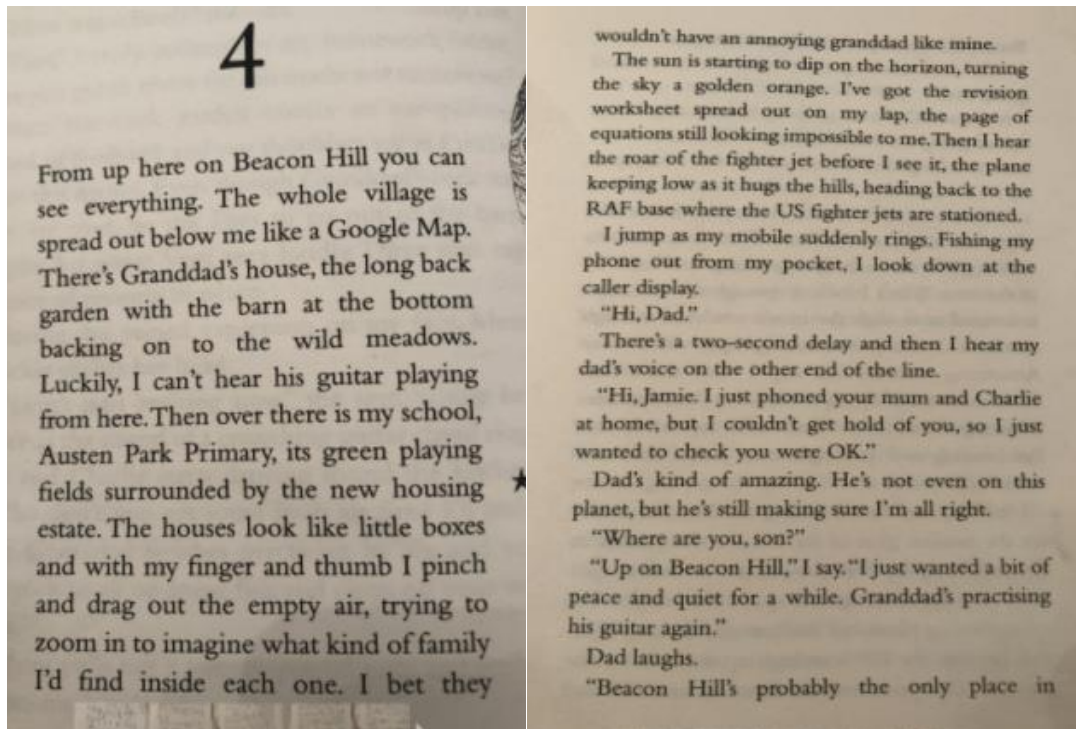 4
From up here on Beacon Hill you can
see everything. The whole village is
spread out below me like a Google Map.
There's Granddad's house, the long back
garden with the barn at the bottom
backing on to the wild meadows.
Luckily, I can't hear his guitar playing
from here. Then over there is my school,
Austen Park Primary, its green playing
fields surrounded by the new housing
estate. The houses look like little boxes
and with my finger and thumb I pinch
and drag out the empty air, trying to
zoom in to imagine what kind of family
I'd find inside each one. I bet they
wouldn't have an annoying granddad like mine.
The sun is starting to dip on the horizon, turning
the sky a golden orange. I've got the revision
worksheet spread out on my lap, the page of
equations still looking impossible to me. Then I hear
the roar of the fighter jet before I see it, the plane
keeping low as it hugs the hills, heading back to the
RAF base where the US fighter jets are stationed.
I jump as my mobile suddenly rings. Fishing my
phone out from my pocket, I look down at the
caller display.
"Hi, Dad."
There's a two-second delay and then I hear my
dad's voice on the other end of the line.
"Hi, Jamie. I just phoned your mum and Charlie
at home, but I couldn't get hold of you, so I just
wanted to check you were OK."
Dad's kind of amazing. He's not even on this
planet, but he's still making sure I'm all right.
"Where are you, son?"
"Up on Beacon Hill," I say. "I just wanted a bit of
peace and quiet for a while. Granddad's practising
his guitar again."
Dad laughs.
"Beacon Hill's probably the only place in